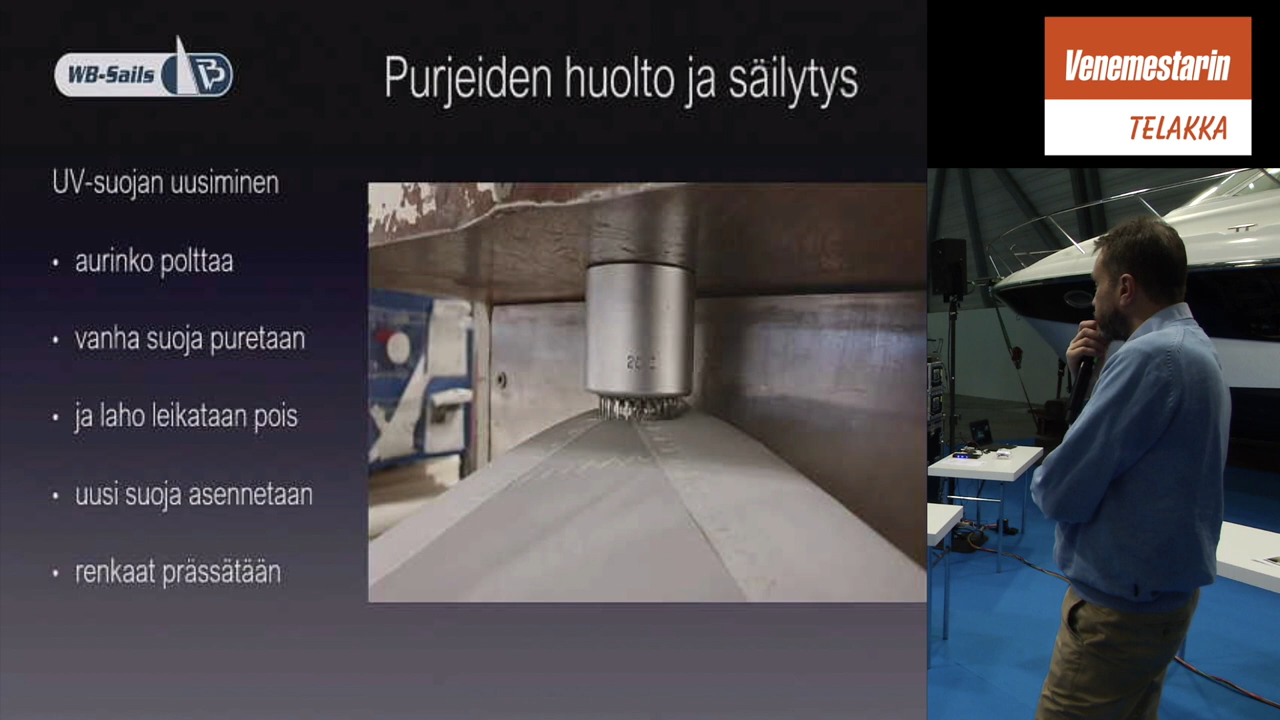 WB-Sails
Purjeiden huolto ja säilytys
UV-suojan uusiminen
• aurinko polttaa
• vanha suoja puretaan
• ja laho leikataan pois
• uusi suoja asennetaan
• renkaat prässätään
Venemestarin
TELAKKA